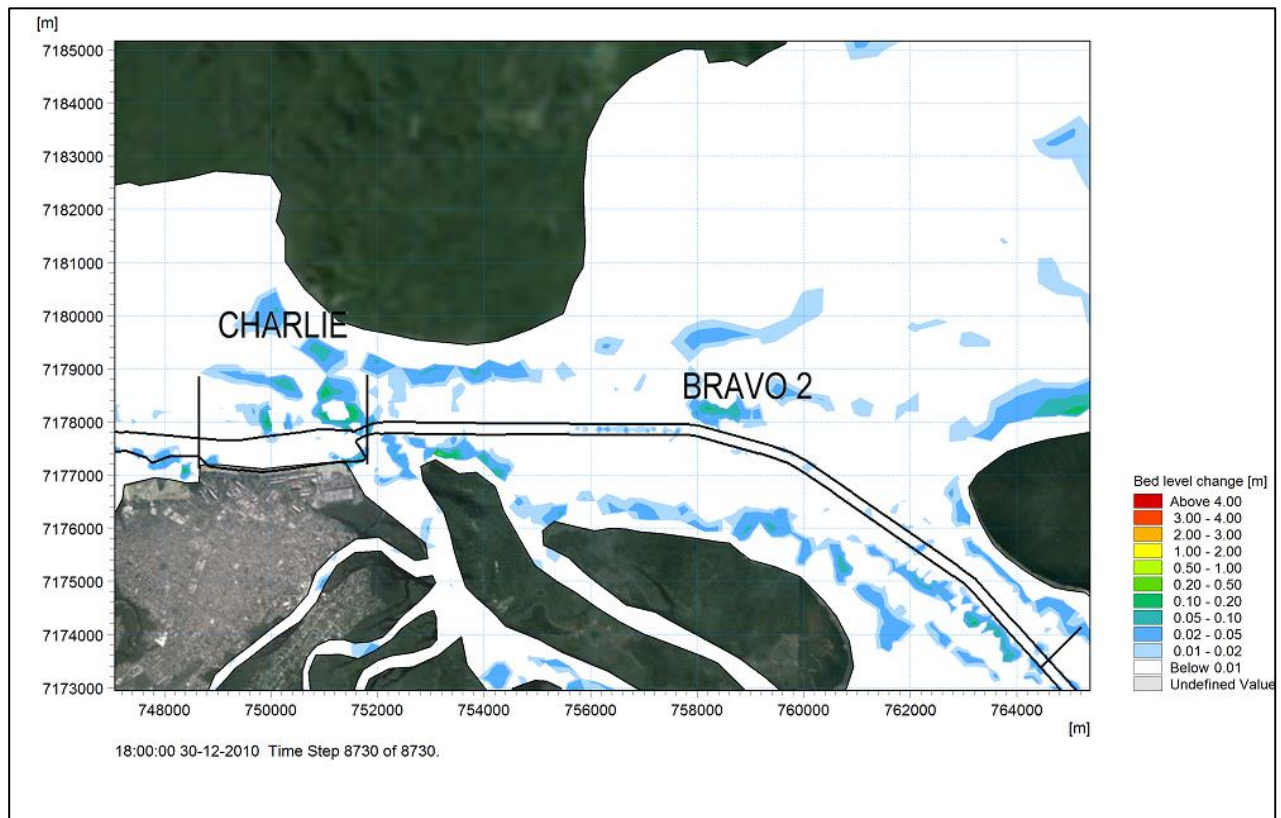 [m]
7185000
7184000
7183000
7182000
7181000
7180000
7179000
7178000
7177000
7176000
7175000
7174000
7173000
CHARLIE
BRAVO 2
748000 750000 752000 754000 756000 758000 760000 762000 764000
[m]
Bed level change [m]
Above 4.00
3.00 - 4.00
2.00 - 3.00
1.00 - 2.00
0.50 - 1.00
0.20 - 0.50
0.10 - 0.20
0.05 - 0.10
0.02 - 0.05
0.01 - 0.02
Below 0.01
Undefined Value
18:00:00 30-12-2010 Time Step 8730 of 8730.